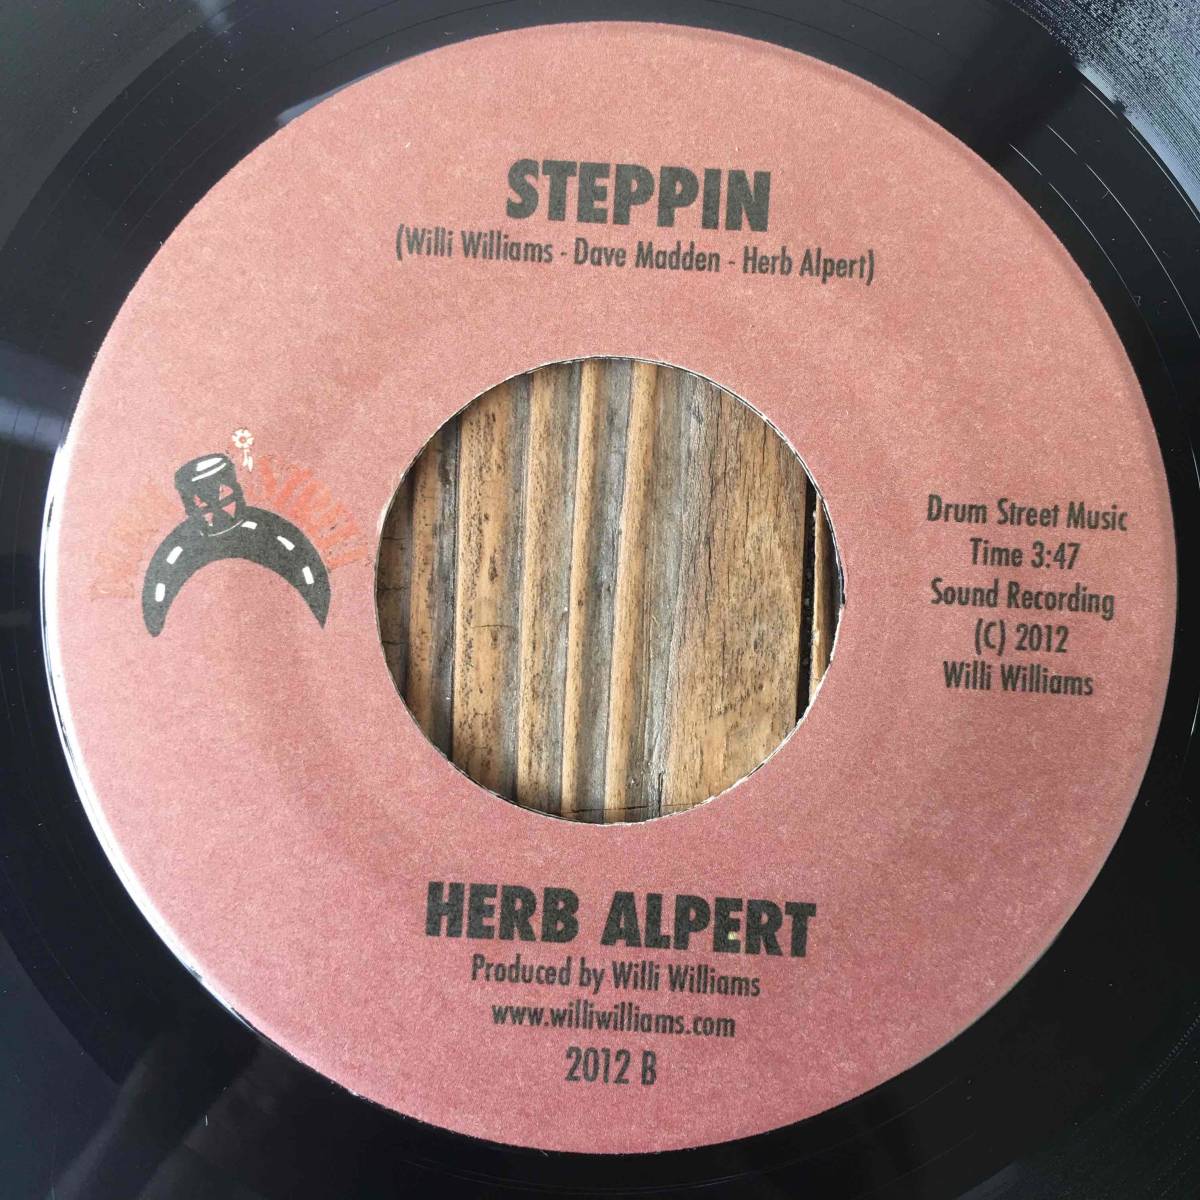 STEPPIN
(Willi Williams - Dave Madden - Herb Alpert)
Drum Street Music
Time 3:47
Sound Recording
(C) 2012
Willi Williams
HERB ALPERT
Produced by Willi Williams
www.williwilliams.com
2012 B